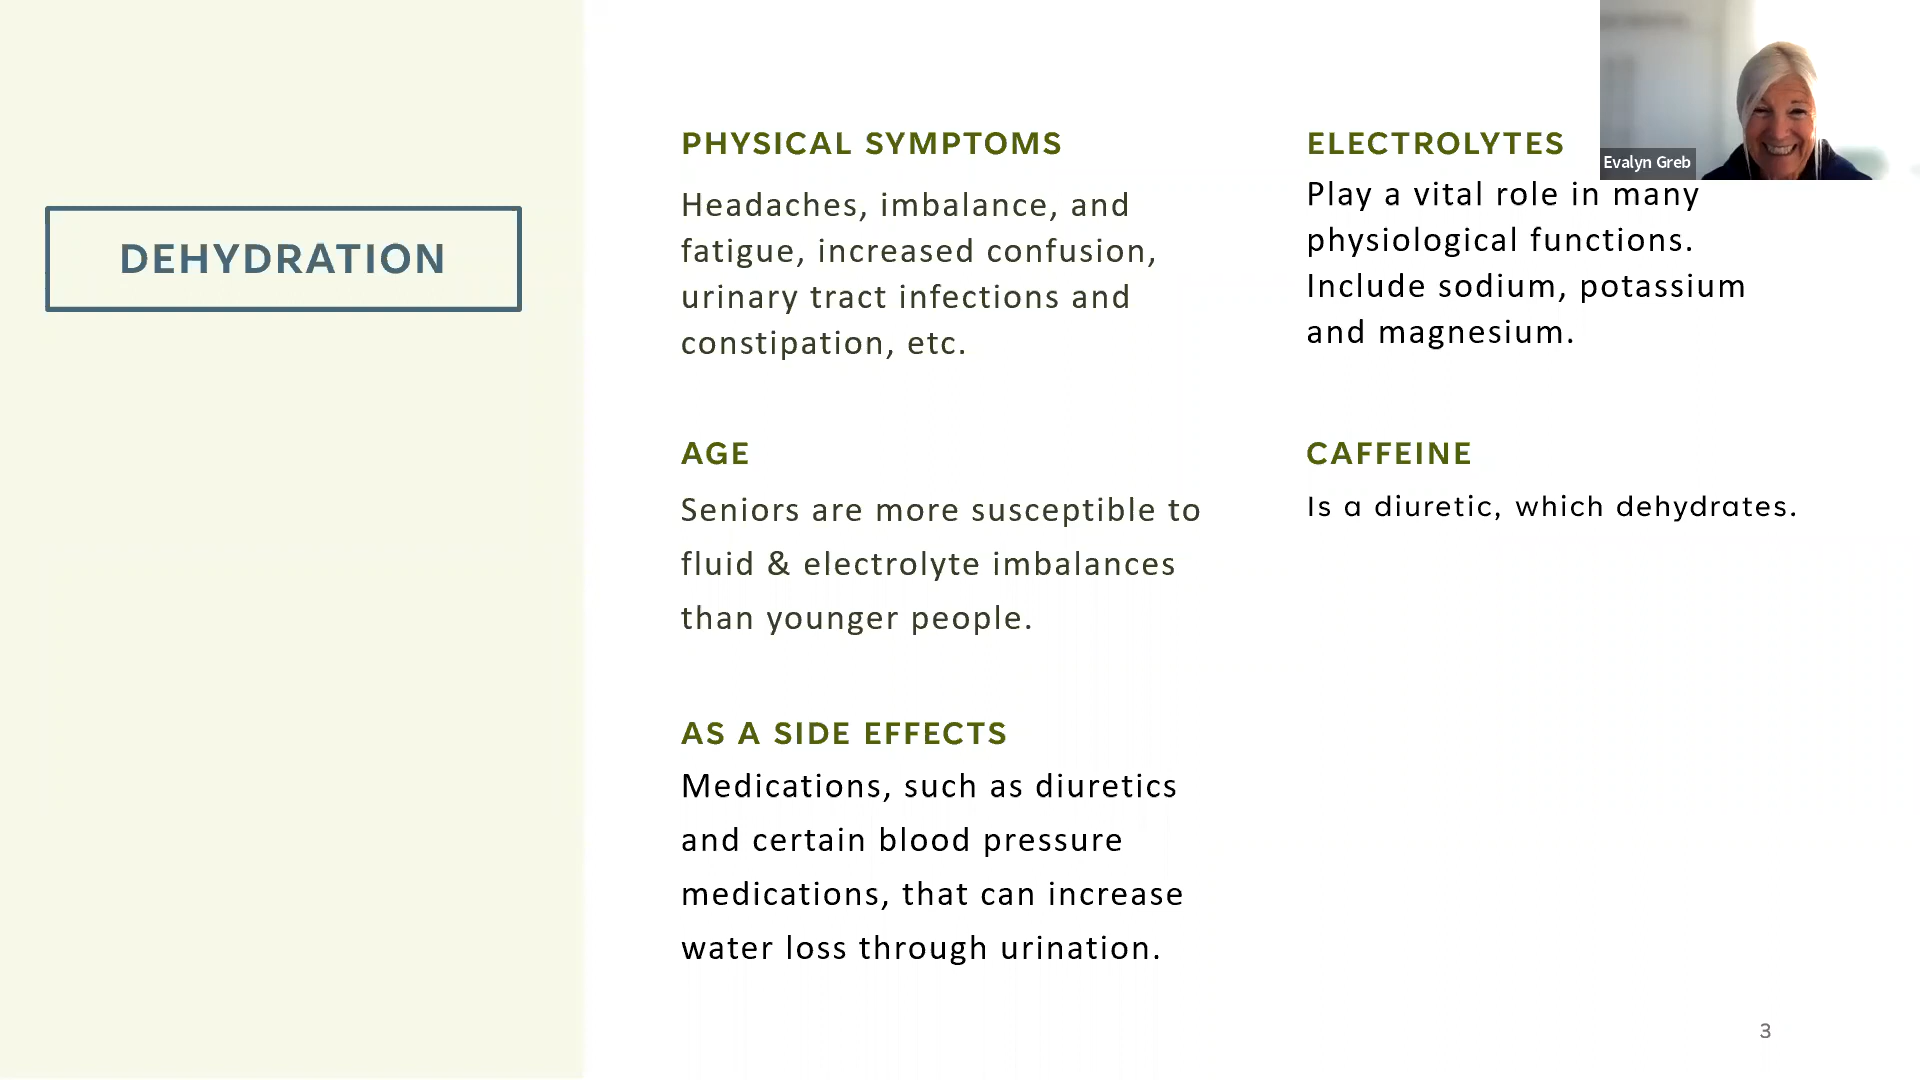 DEHYDRATION
PHYSICAL SYMPTOMS
Headaches, imbalance, and
fatigue, increased confusion,
urinary tract infections and
constipation, etc.
AGE
Seniors are more susceptible to
fluid & electrolyte imbalances
than younger people.
AS A SIDE EFFECTS
Medications, such as diuretics
and certain blood pressure
medications, that can increase
water loss through urination.
ELECTROLYTES
Play a vital role in many
physiological functions.
Include sodium, potassium
and magnesium.
CAFFEINE
Is a diuretic, which dehydrates.
Evalyn Greb
3